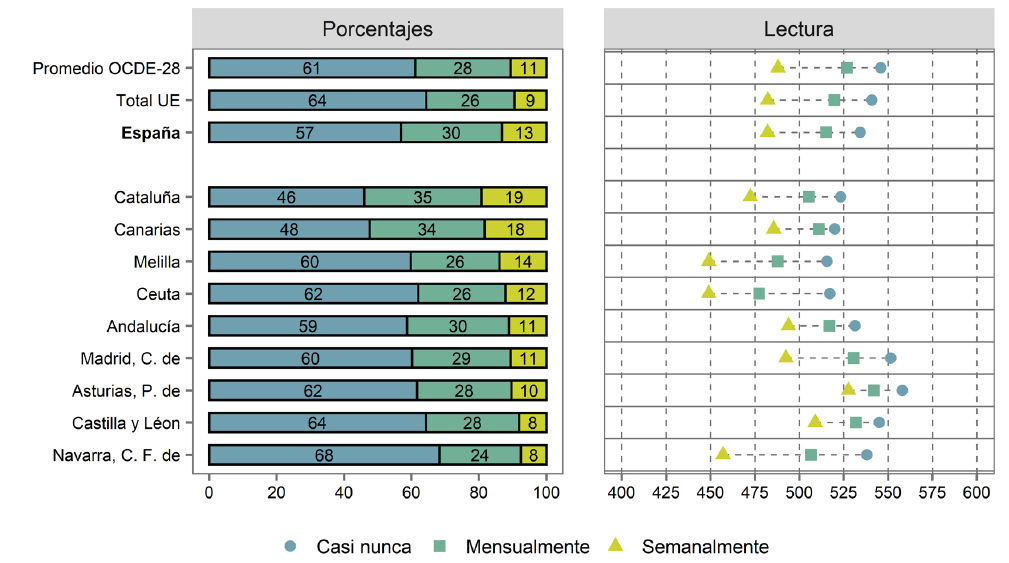 Porcentajes Lectura
Promedio OCDE-28 61 28 11
Total UE 64 26 9
España 57 30 13
Cataluña 46 35 19
Canarias 48 34 18
Melilla 60 26 14
Ceuta 62 26 12
Andalucía 59 30 11
Madrid, C. de 60 29 11
Asturias, P. de 62 28 10
Castilla y Léon 64 28 8
Navarra, C. F. de 68 24 8
0 20 40 60 80 100 400 425 450 475 500 525 550 575 600
Casi nunca Mensualmente Semanalmente